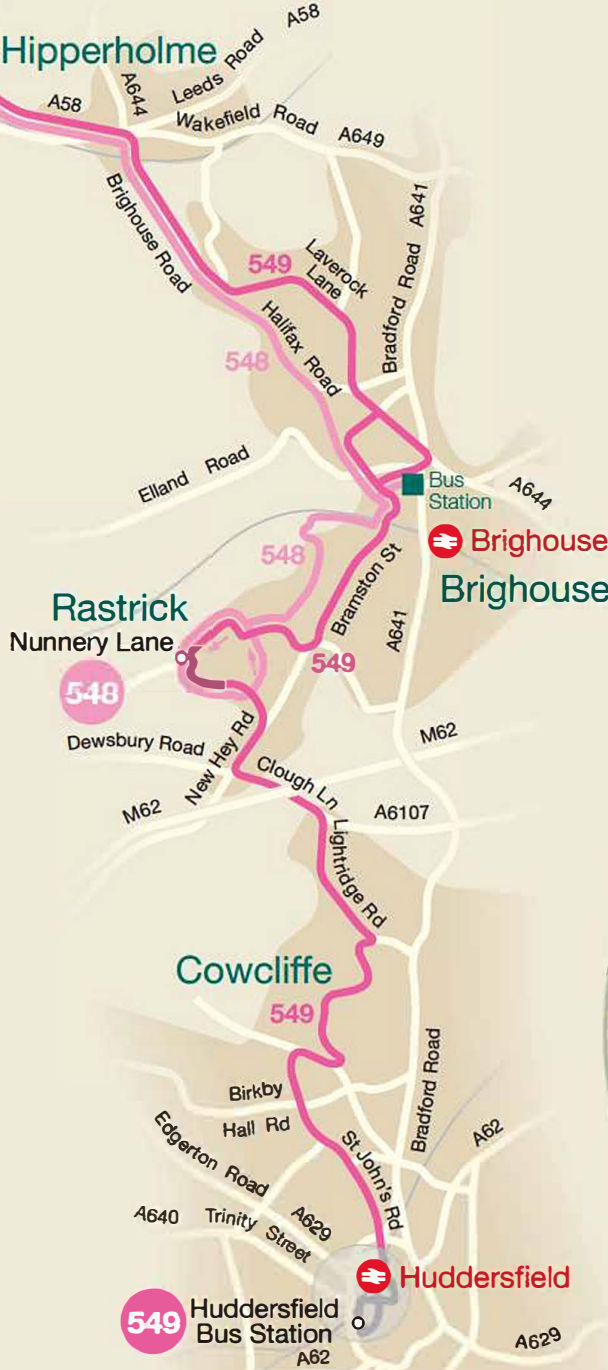 A58
Hipperholme
A58
A644
Leeds Road
Wakefield Road
A649
Brighouse Road
A641
549
Laverock
Lane
Bradford Road
Halifax Road
548
Elland Road
Bus
Station
A644
Brighouse
548
Bramston St
Brighouse
Rastrick
Nunnery Lane
A641
549
548
Dewsbury Road
New Hey Rd
M62
Clough Ln
M62
A6107
Lightridge Rd
Cowcliffe
549
Bradford Road
Birkby
Hall Rd
Edgerton Road
St John's Rd
A62
A640
Trinity Street
A629
Huddersfield
549
Huddersfield
Bus Station
A62
A629